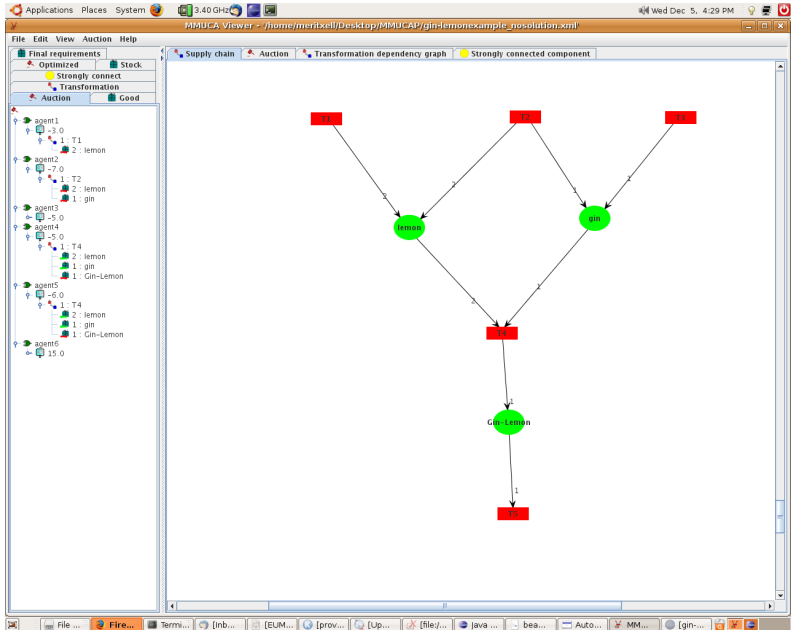 Applications Places System 3.40 GHz Wed Dec 5, 4:29 PM
MMUCA Viewer - /home/meritxell/Desktop/MMUCAP/gin-lemonexample_nosolution.xml
File Edit View Auction Help
Final requirements
Optimized Stock
Strongly connect
Transformation
Auction Good
Supply chain Auction Transformation dependency graph Strongly connected component
agent1
-3.0
1 : T1
2 : lemon
agent2
-7.0
1 : T2
2 : lemon
1 : gin
agent3
-5.0
agent4
-5.0
1 : T4
2 : lemon
1 : gin
1 : Gin-Lemon
agent5
-6.0
1 : T4
2 : lemon
1 : gin
1 : Gin-Lemon
agent6
15.0
T1 T2 T3
2 2 1 1
lemon gin
2 1
T4
1
Gin-Lemon
1
T5
File ... Fire... Termi... [Inb... [EUM... [prov... [Up... [file:/... Java ... bea... Auto... MM... [gin-...